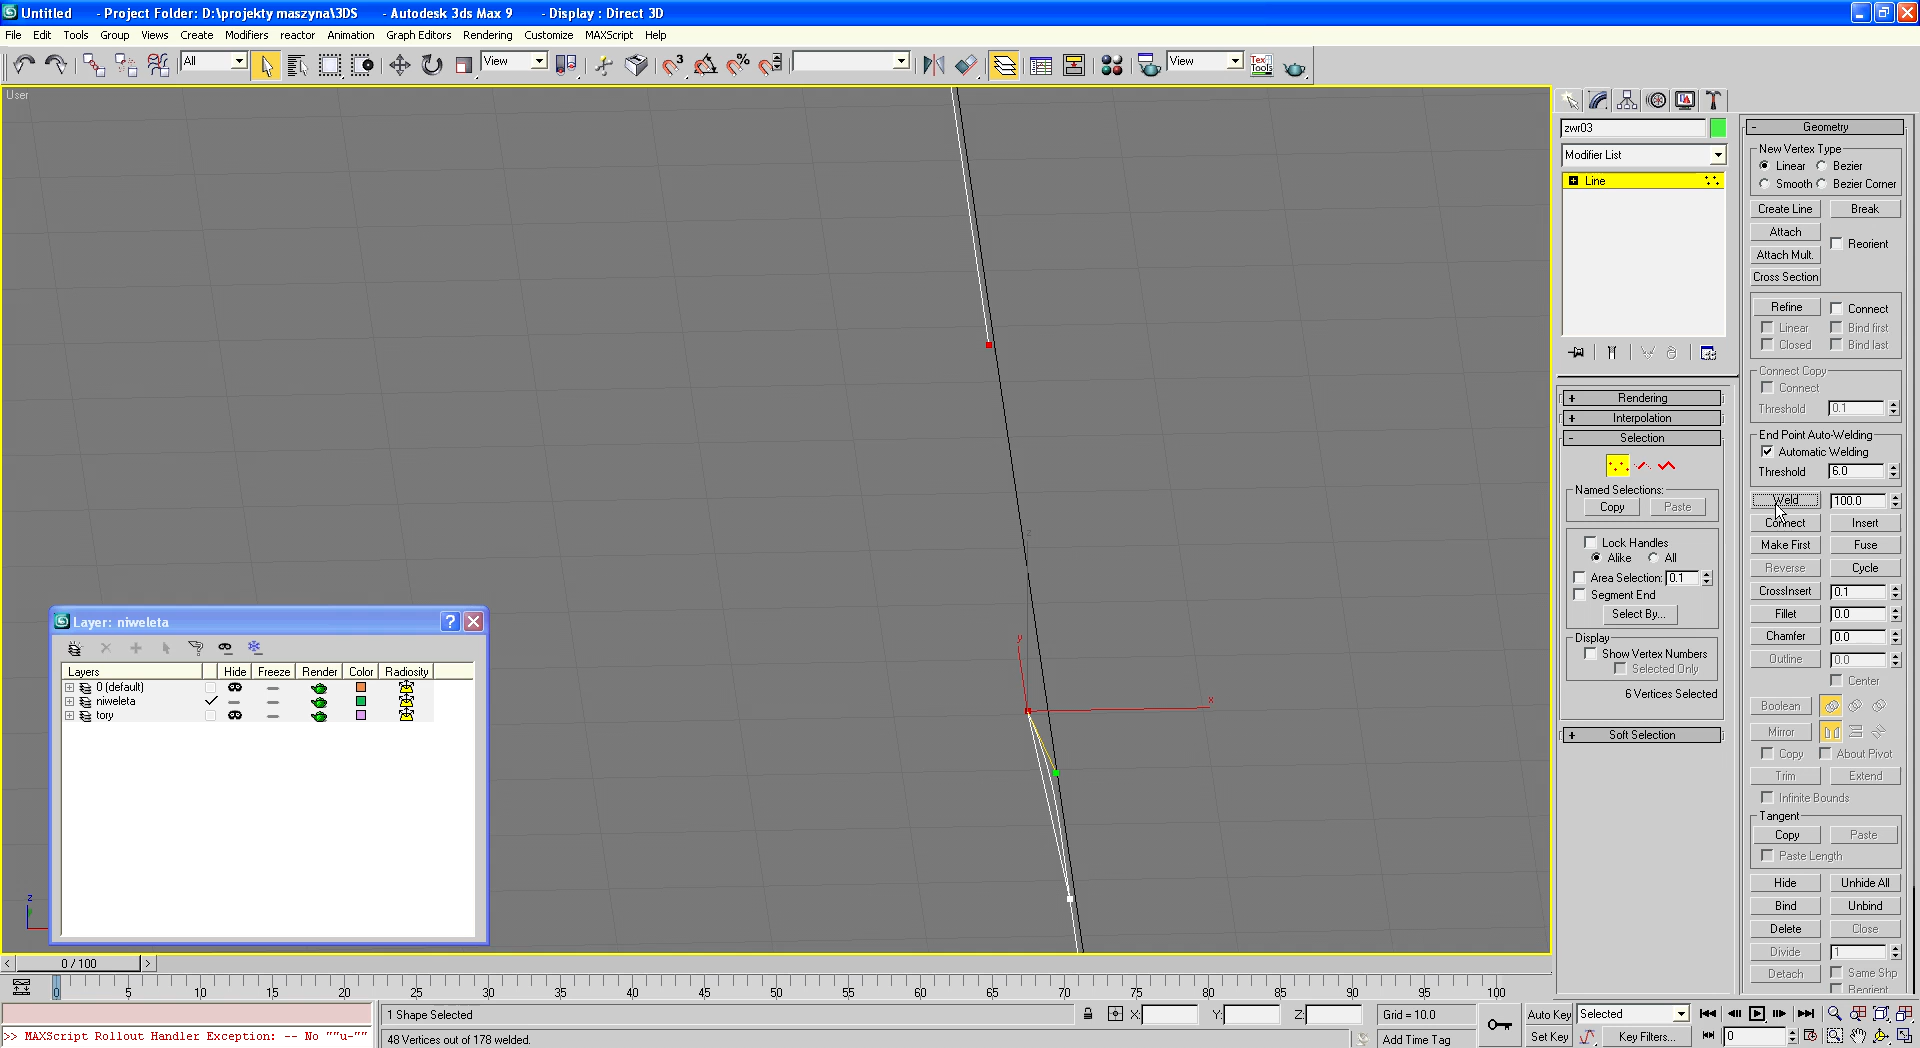 Untitled - Project Folder: D:\projekty maszyna\3DS - Autodesk 3ds Max 9 - Display : Direct 3D
File Edit Tools Group Views Create Modifiers reactor Animation Graph Editors Rendering Customize MAXScript Help
All View 3 % View Tex Tools
User
zwr03
Modifier List
Line
Rendering
Interpolation
Selection
Named Selections:
Copy Paste
Lock Handles
Alike All
Area Selection: 0.1
Segment End
Select By...
Display
Show Vertex Numbers
Selected Only
6 Vertices Selected
Soft Selection
Geometry
New Vertex Type
Linear Bezier
Smooth Bezier Corner
Create Line Break
Attach
Reorient
Attach Mult.
Cross Section
Refine Connect
Linear Bind first
Closed Bind last
Connect Copy
Connect
Threshold 0.1
End Point Auto-Welding
Automatic Welding
Threshold 6.0
Weld 100.0
Connect Insert
Make First Fuse
Reverse Cycle
CrossInsert 0.1
Fillet 0.0
Chamfer 0.0
Outline 0.0
Center
Boolean
Mirror
Copy About Pivot
Trim Extend
Infinite Bounds
Tangent
Copy Paste
Paste Length
Hide Unhide All
Bind Unbind
Delete Close
Divide 1
Detach Same Shp
Reorient
z
y
x
z
Layer: niweleta
Layers Hide Freeze Render Color Radiosity
0 (default)
niweleta
tory
0 / 100
0 5 10 15 20 25 30 35 40 45 50 55 60 65 70 75 80 85 90 95 100
1 Shape Selected X: Y: Z: Grid = 10.0 Auto Key Selected
>> MAXScript Rollout Handler Exception: -- No ""u-"" 48 Vertices out of 178 welded. Add Time Tag Set Key Key Filters... 0